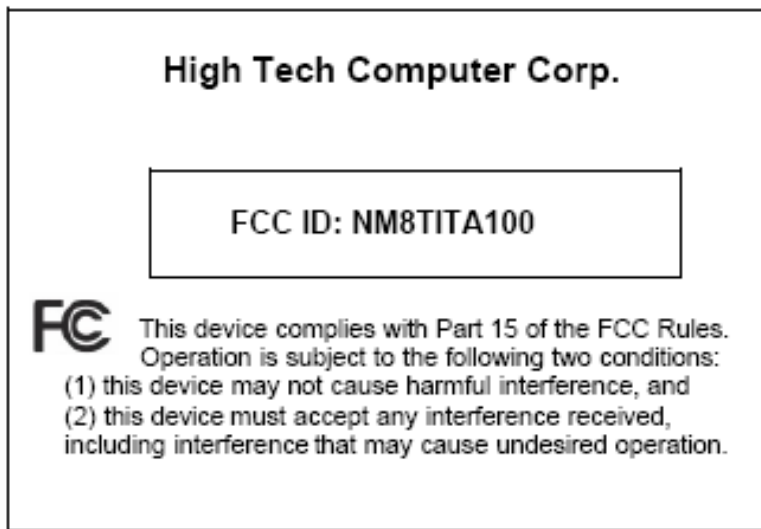 High Tech Computer Corp.
FCC ID: NM8TITA100
FC This device complies with Part 15 of the FCC Rules.
Operation is subject to the following two conditions:
(1) this device may not cause harmful interference, and
(2) this device must accept any interference received,
including interference that may cause undesired operation.